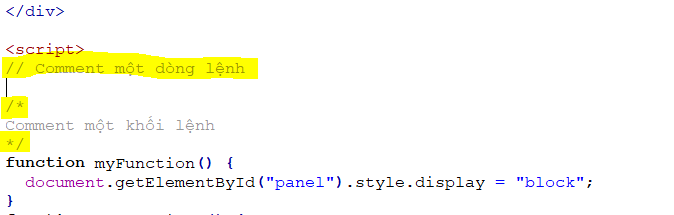 </div>
<script>
// Comment một dòng lệnh
/*
Comment một khối lệnh
*/
function myFunction() {
document.getElementById("panel").style.display = "block";
}